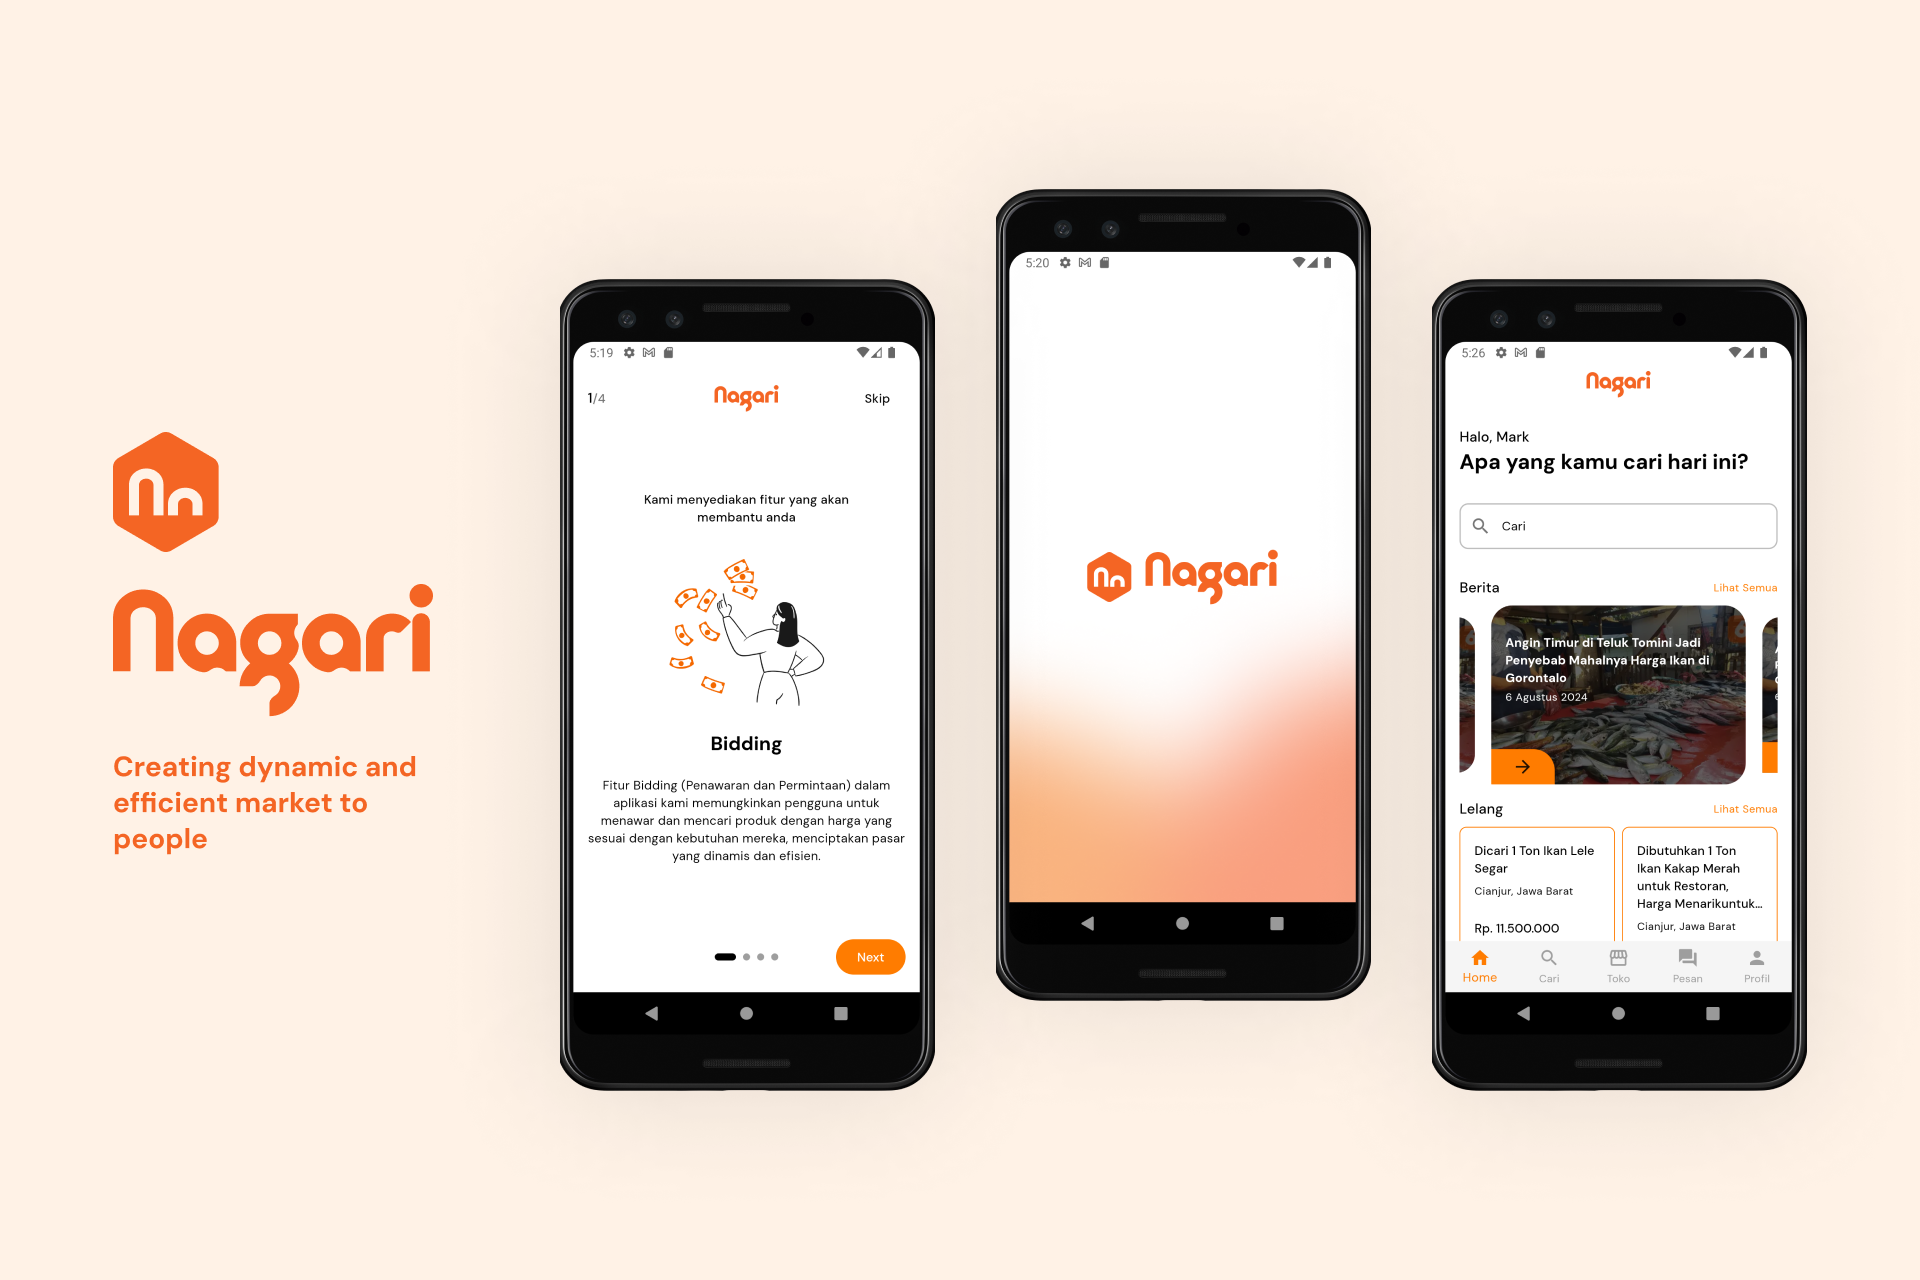 Nagari
Creating dynamic and
efficient market to
people
5:19
1/4
Nagari
Skip
Kami menyediakan fitur yang akan
membantu anda
Bidding
Fitur Bidding (Penawaran dan Permintaan) dalam
aplikasi kami memungkinkan pengguna untuk
menawar dan mencari produk dengan harga yang
sesuai dengan kebutuhan mereka, menciptakan pasar
yang dinamis dan efisien.
Next
5:20
Nagari
5:26
Nagari
Halo, Mark
Apa yang kamu cari hari ini?
Cari
Berita
Lihat Semua
Angin Timur di Teluk Tomini Jadi
Penyebab Mahalnya Harga Ikan di
Gorontalo
6 Agustus 2024
Lelang
Lihat Semua
Dicari 1 Ton Ikan Lele
Segar
Cianjur, Jawa Barat
Rp. 11.500.000
Dibutuhkan 1 Ton
Ikan Kakap Merah
untuk Restoran,
Harga Menarikuntuk...
Cianjur, Jawa Barat
Home
Cari
Toko
Pesan
Profil